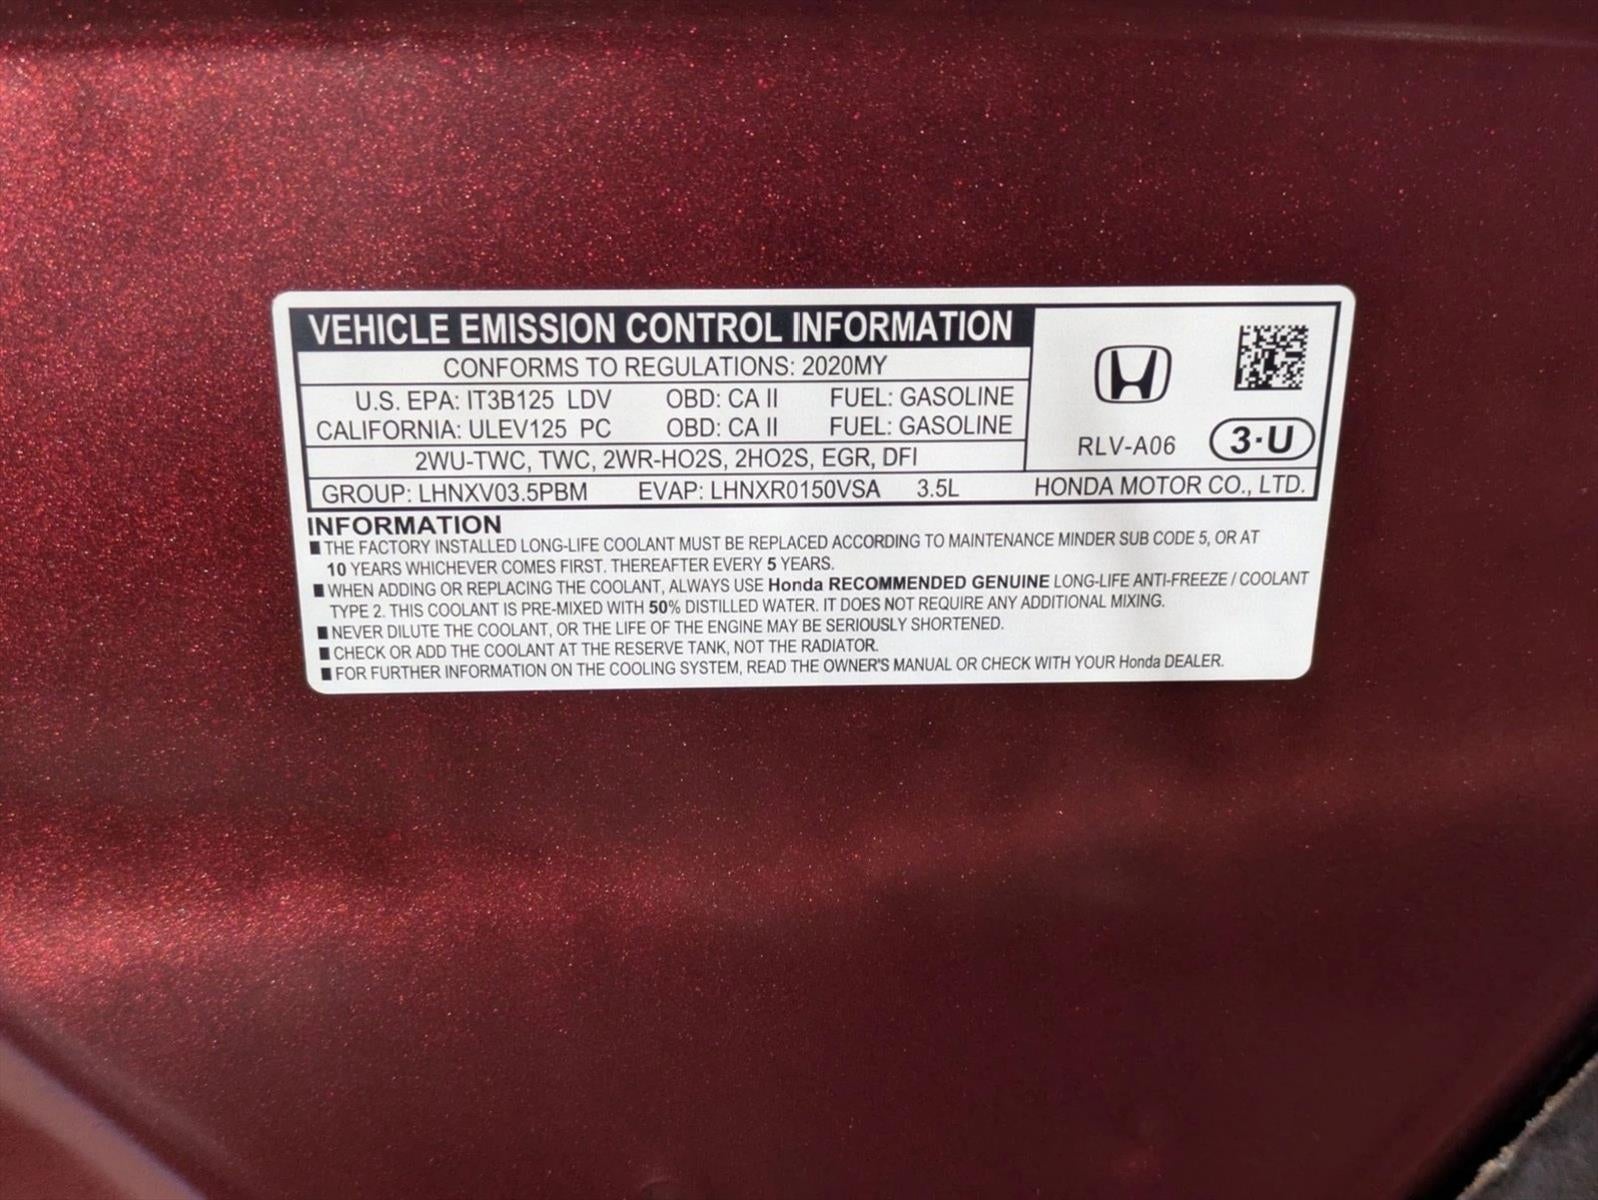 VEHICLE EMISSION CONTROL INFORMATION
CONFORMS TO REGULATIONS: 2020MY
U.S. EPA: IT3B125 LDV OBD: CA II FUEL: GASOLINE
CALIFORNIA: ULEV125 PC OBD: CA II FUEL: GASOLINE
2WU-TWC, TWC, 2WR-HO2S, 2HO2S, EGR, DFI
RLV-A06 3·U
GROUP: LHNXV03.5PBM EVAP: LHNXR0150VSA 3.5L HONDA MOTOR CO., LTD.
INFORMATION
■ THE FACTORY INSTALLED LONG-LIFE COOLANT MUST BE REPLACED ACCORDING TO MAINTENANCE MINDER SUB CODE 5, OR AT
10 YEARS WHICHEVER COMES FIRST. THEREAFTER EVERY 5 YEARS.
■ WHEN ADDING OR REPLACING THE COOLANT, ALWAYS USE Honda RECOMMENDED GENUINE LONG-LIFE ANTI-FREEZE / COOLANT
TYPE 2. THIS COOLANT IS PRE-MIXED WITH 50% DISTILLED WATER. IT DOES NOT REQUIRE ANY ADDITIONAL MIXING.
■ NEVER DILUTE THE COOLANT, OR THE LIFE OF THE ENGINE MAY BE SERIOUSLY SHORTENED.
■ CHECK OR ADD THE COOLANT AT THE RESERVE TANK, NOT THE RADIATOR.
■ FOR FURTHER INFORMATION ON THE COOLING SYSTEM, READ THE OWNER'S MANUAL OR CHECK WITH YOUR Honda DEALER.